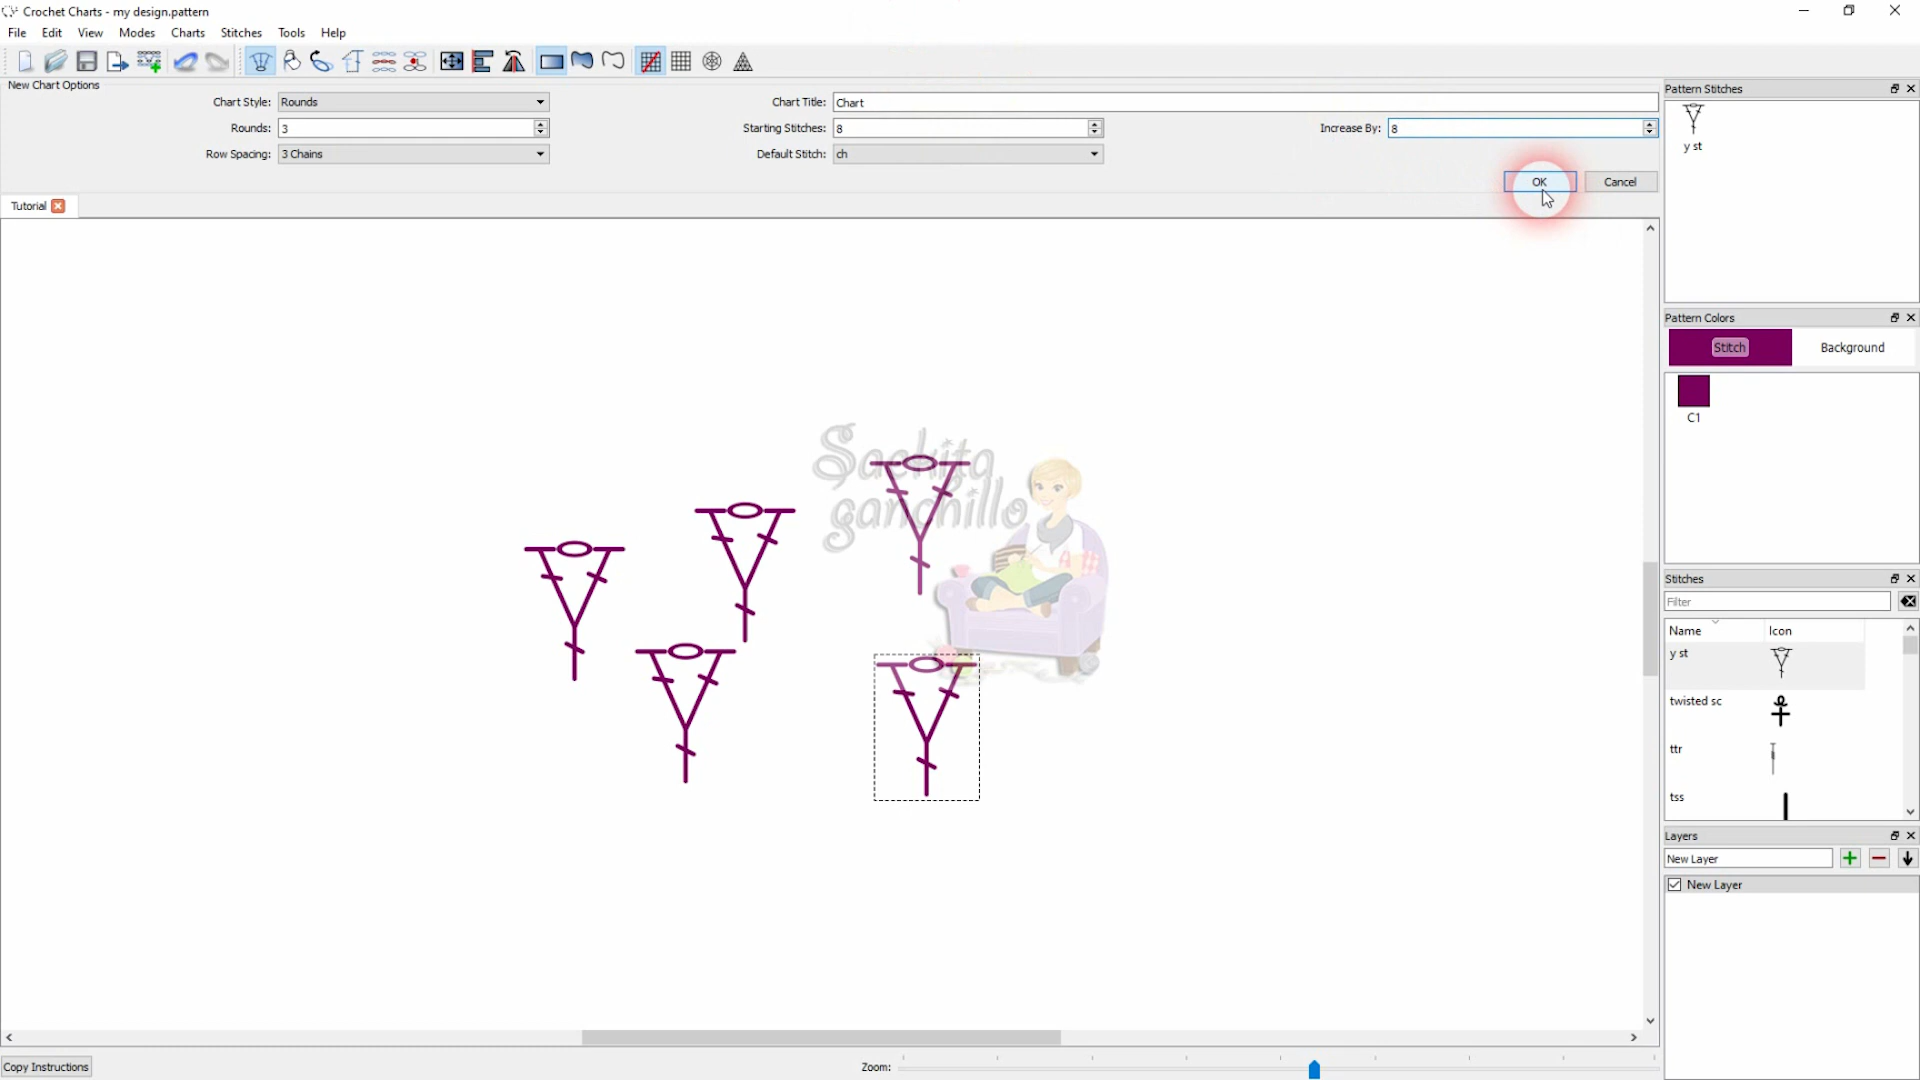 Crochet Charts - my design.pattern
File Edit View Modes Charts Stitches Tools Help
New Chart Options
Chart Style: Rounds Chart Title: Chart
Rounds: 3 Starting Stitches: 8 Increase By: 8
Row Spacing: 3 Chains Default Stitch: ch
OK Cancel
Tutorial
Pattern Stitches
y st
Pattern Colors
Stitch Background
C1
Sachita
ganchillo
Stitches
Filter
Name Icon
y st
twisted sc
ttr
tss
Layers
New Layer
New Layer
Copy Instructions Zoom: